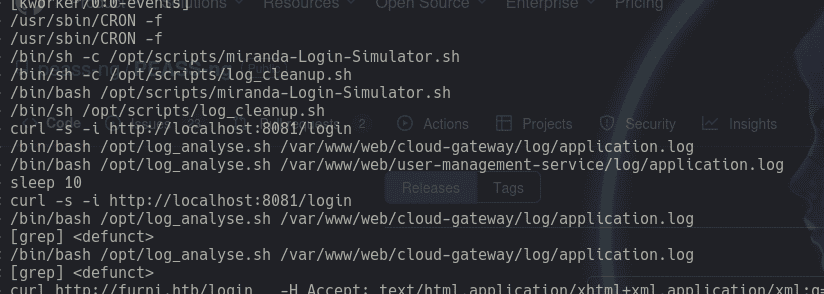 [kworker/0:0-events]
Resources Open Source Enterprise Pricing
/usr/sbin/CRON -f
/usr/sbin/CRON -f
/bin/sh -c /opt/scripts/miranda-Login-Simulator.sh
/bin/sh -c /opt/scripts/log_cleanup.sh
/bin/bash /opt/scripts/miranda-Login-Simulator.sh
/bin/sh /opt/scripts/log_cleanup.sh
curl -s -i http://localhost:8081/login
Code 2 Actions Projects Security Insights
/bin/bash /opt/log_analyse.sh /var/www/web/cloud-gateway/log/application.log
/bin/bash /opt/log_analyse.sh /var/www/web/user-management-service/log/application.log
sleep 10
Releases Tags
curl -s -i http://localhost:8081/login
/bin/bash /opt/log_analyse.sh /var/www/web/cloud-gateway/log/application.log
[grep] <defunct>
/bin/bash /opt/log_analyse.sh /var/www/web/cloud-gateway/log/application.log
[grep] <defunct>
curl http://furni.htb/login -H Accept: text/html,application/xhtml+xml,application/xml;q=